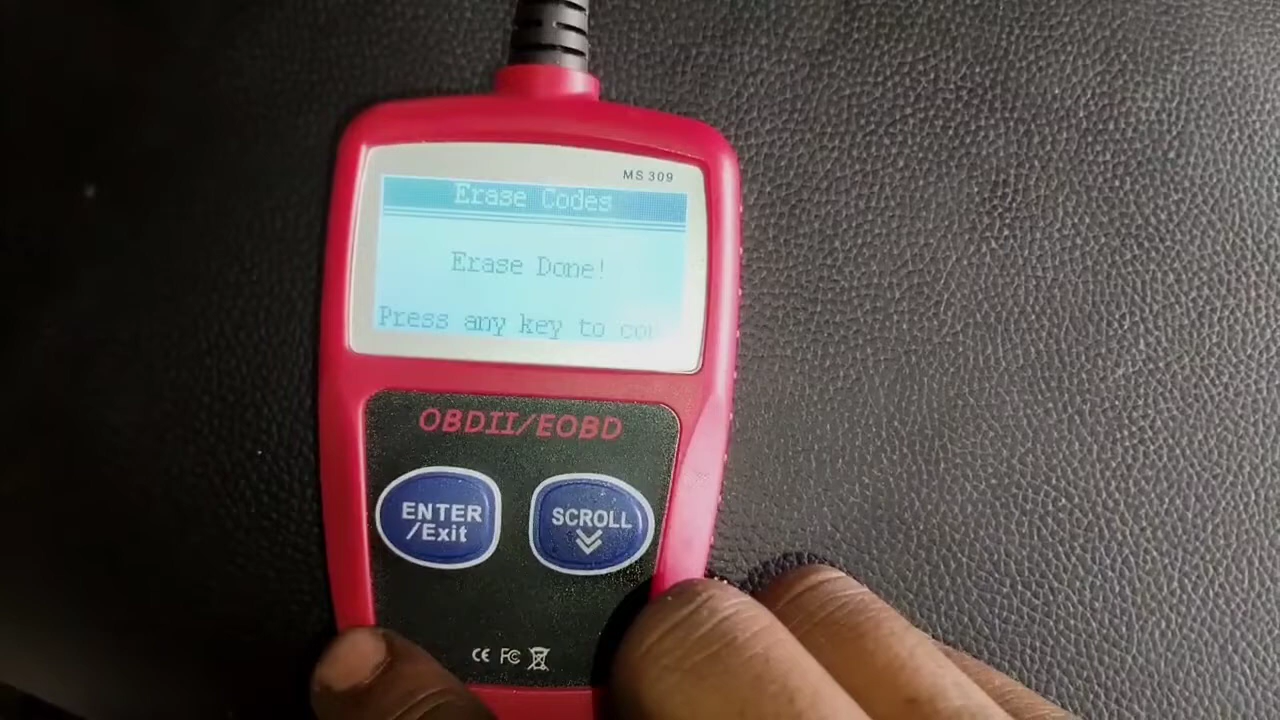 MS 309
Erase Codes
Erase Done!
Press any key to
OBDII/EOBD
ENTER
/Exit
SCROLL
CE FC